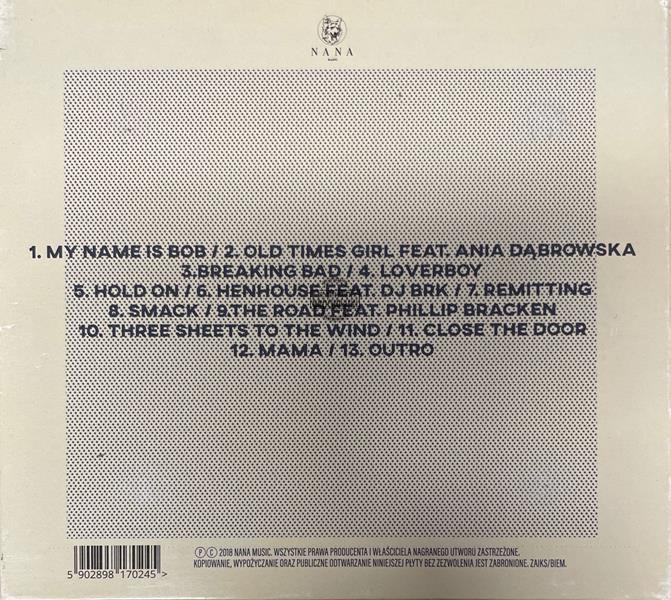 NANA
MUSIC
1. MY NAME IS BOB / 2. OLD TIMES GIRL FEAT. ANIA DĄBROWSKA
3.BREAKING BAD / 4. LOVERBOY
5. HOLD ON / 6. HENHOUSE FEAT. DJ BRK / 7. REMITTING
8. SMACK / 9.THE ROAD FEAT. PHILLIP BRACKEN
10. THREE SHEETS TO THE WIND / 11. CLOSE THE DOOR
12. MAMA / 13. OUTRO
Ⓟ Ⓒ 2018 NANA MUSIC. WSZYSTKIE PRAWA PRODUCENTA I WŁAŚCICIELA NAGRANEGO UTWORU ZASTRZEŻONE.
KOPIOWANIE, WYPOŻYCZANIE ORAZ PUBLICZNE ODTWARZANIE NINIEJSZEJ PŁYTY BEZ ZEZWOLENIA JEST ZABRONIONE. ZAIKS/BIEM.
5 902898 170245 >